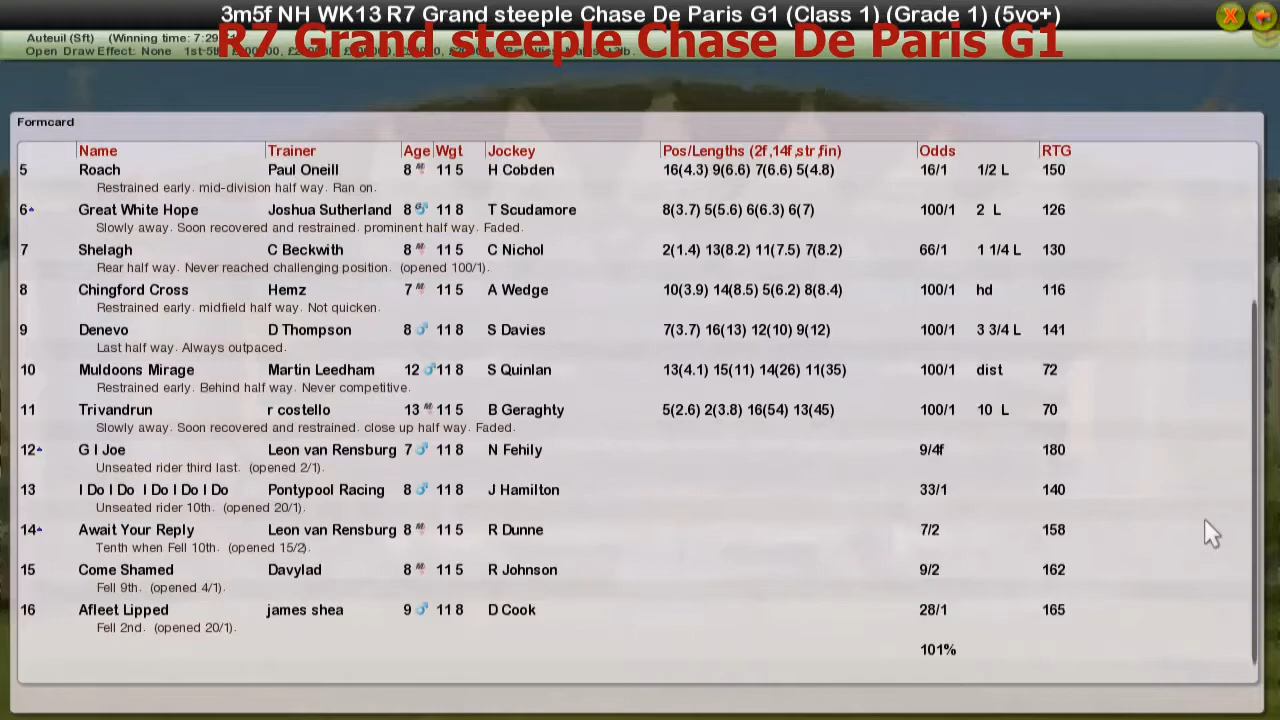 3m5f NH WK13 R7 Grand steeple Chase De Paris G1 (Class 1) (Grade 1) (5vo+)
R7 Grand steeple Chase De Paris G1
Auteuil (Sft) (Winning time: 7:29
Open Draw Effect: None 1st-5th
Formcard
Name Trainer Age Wgt Jockey Pos/Lengths (2f,14f,str,fin) Odds RTG
5 Roach Paul Oneill 8 11 5 H Cobden 16(4.3) 9(6.6) 7(6.6) 5(4.8) 16/1 1/2 L 150
Restrained early. mid-division half way. Ran on.
6 Great White Hope Joshua Sutherland 8 11 8 T Scudamore 8(3.7) 5(5.6) 6(6.3) 6(7) 100/1 2 L 126
Slowly away. Soon recovered and restrained. prominent half way. Faded.
7 Shelagh C Beckwith 8 11 5 C Nichol 2(1.4) 13(8.2) 11(7.5) 7(8.2) 66/1 1 1/4 L 130
Rear half way. Never reached challenging position. (opened 100/1).
8 Chingford Cross Hemz 7 11 5 A Wedge 10(3.9) 14(8.5) 5(6.2) 8(8.4) 100/1 hd 116
Restrained early. midfield half way. Not quicken.
9 Denevo D Thompson 8 11 8 S Davies 7(3.7) 16(13) 12(10) 9(12) 100/1 3 3/4 L 141
Last half way. Always outpaced.
10 Muldoons Mirage Martin Leedham 12 11 8 S Quinlan 13(4.1) 15(11) 14(26) 11(35) 100/1 dist 72
Restrained early. Behind half way. Never competitive.
11 Trivandrun r costello 13 11 5 B Geraghty 5(2.6) 2(3.8) 16(54) 13(45) 100/1 10 L 70
Slowly away. Soon recovered and restrained. close up half way. Faded.
12 G I Joe Leon van Rensburg 7 11 8 N Fehily 9/4f 180
Unseated rider third last. (opened 2/1).
13 I Do I Do I Do I Do I Do Pontypool Racing 8 11 8 J Hamilton 33/1 140
Unseated rider 10th. (opened 20/1).
14 Await Your Reply Leon van Rensburg 8 11 5 R Dunne 7/2 158
Tenth when Fell 10th. (opened 15/2).
15 Come Shamed Davylad 8 11 5 R Johnson 9/2 162
Fell 9th. (opened 4/1).
16 Afleet Lipped james shea 9 11 8 D Cook 28/1 165
Fell 2nd. (opened 20/1).
101%